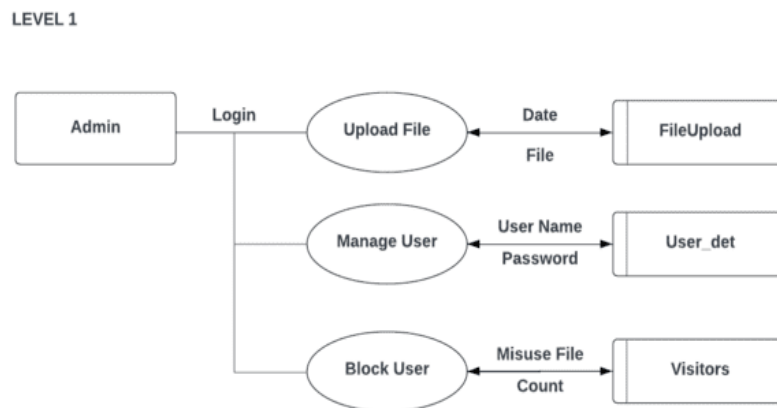 LEVEL 1
Admin
Login
Upload File
Date
File
FileUpload
Manage User
User Name
Password
User_det
Block User
Misuse File
Count
Visitors